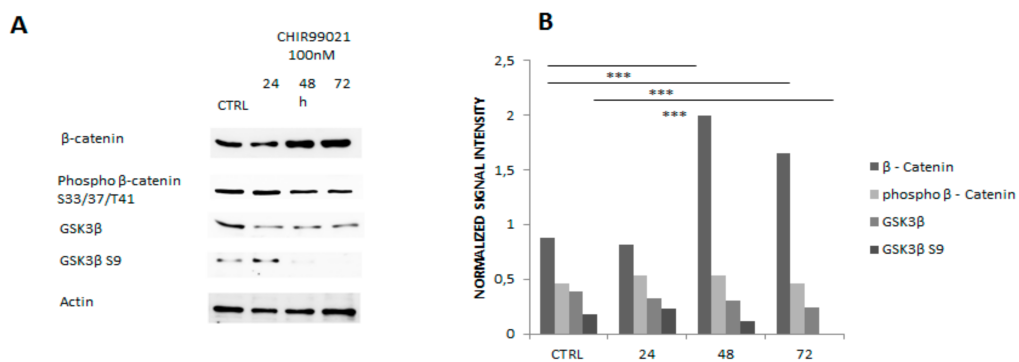 A
CHIR99021
100nM
CTRL 24 48 72
h
β-catenin
Phospho β-catenin
S33/37/T41
GSK3β
GSK3β S9
Actin
B
NORMALIZED SIGNAL INTENSITY
2,5
2
1,5
1
0,5
0
***
***
***
CTRL 24 48 72
β - Catenin
phospho β - Catenin
GSK3β
GSK3β S9